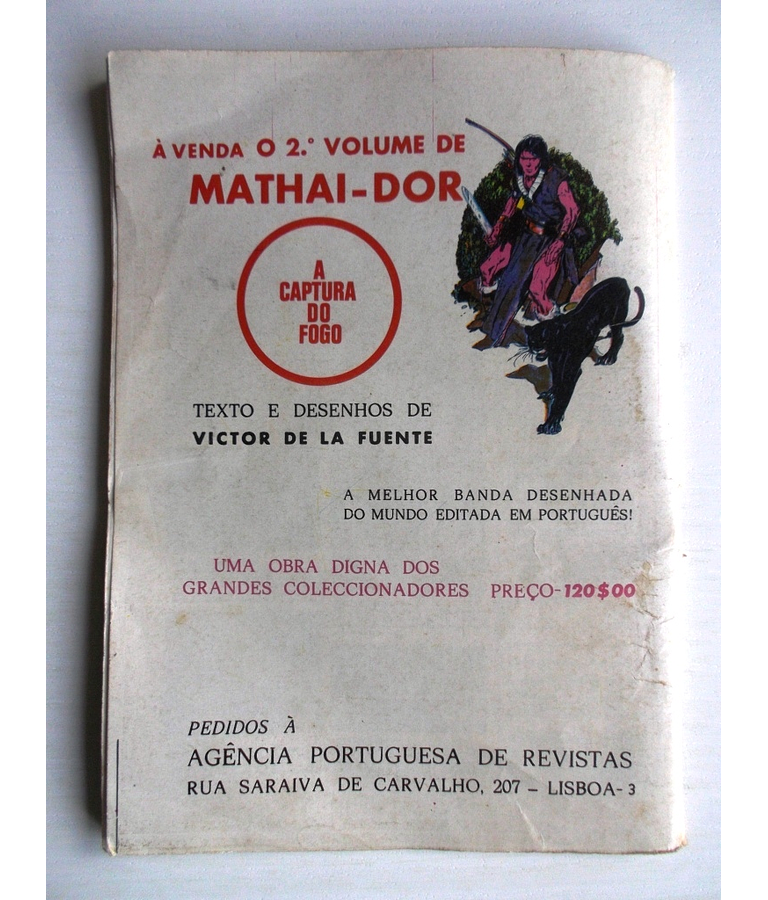 À VENDA O 2.º VOLUME DE
MATHAI-DOR
A
CAPTURA
DO
FOGO
TEXTO E DESENHOS DE
VICTOR DE LA FUENTE
A MELHOR BANDA DESENHADA
DO MUNDO EDITADA EM PORTUGUÊS!
UMA OBRA DIGNA DOS
GRANDES COLECCIONADORES PREÇO-120$00
PEDIDOS À
AGÊNCIA PORTUGUESA DE REVISTAS
RUA SARAIVA DE CARVALHO, 207 – LISBOA-3